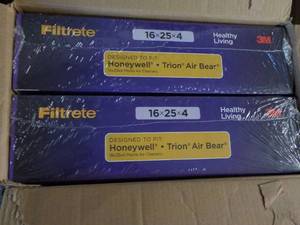 Filtrete
16x25x4
Healthy
Living
3M
DESIGNED TO FIT:
Honeywell® • Trion® Air Bear®
Filtrete
16x25x4
Healthy
Living
3M
DESIGNED TO FIT:
Honeywell® • Trion® Air Bear®